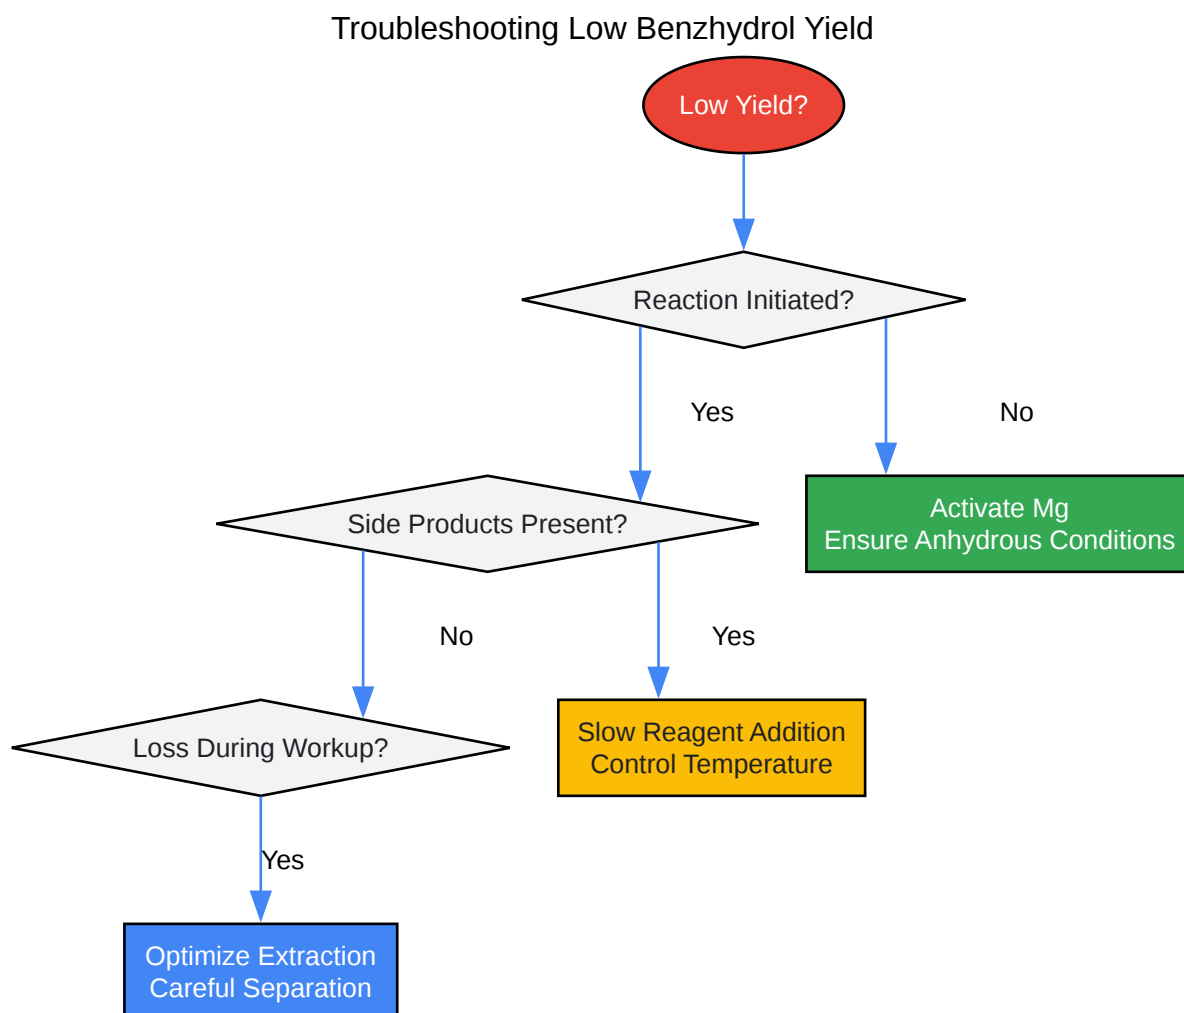 Troubleshooting Low Benzhydrol Yield
Low Yield?
Reaction Initiated?
Yes
No
Side Products Present?
Activate Mg
Ensure Anhydrous Conditions
No
Yes
Loss During Workup?
Slow Reagent Addition
Control Temperature
Yes
Optimize Extraction
Careful Separation